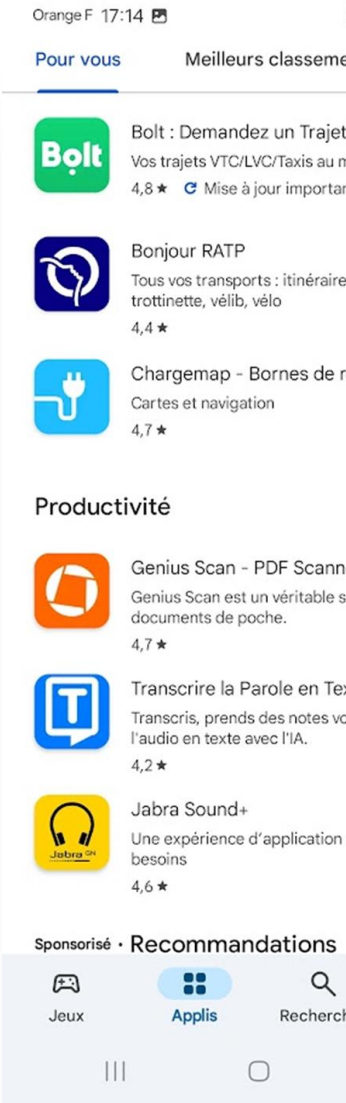 Orange F 17:14
Pour vous
Meilleurs classeme
Bolt
Bolt : Demandez un Trajet
Vos trajets VTC/LVC/Taxis au m
4,8 ★ Mise à jour importan
Bonjour RATP
Tous vos transports : itinéraire
trottinette, vélib, vélo
4,4 ★
Chargemap - Bornes de r
Cartes et navigation
4,7 ★
Productivité
Genius Scan - PDF Scann
Genius Scan est un véritable s
documents de poche.
4,7 ★
T
Transcrire la Parole en Tex
Transcris, prends des notes vo
l'audio en texte avec l'IA.
4,2 ★
Jabra GN
Jabra Sound+
Une expérience d'application
besoins
4,6 ★
Sponsorisé · Recommandations
Jeux
Applis
Recherch